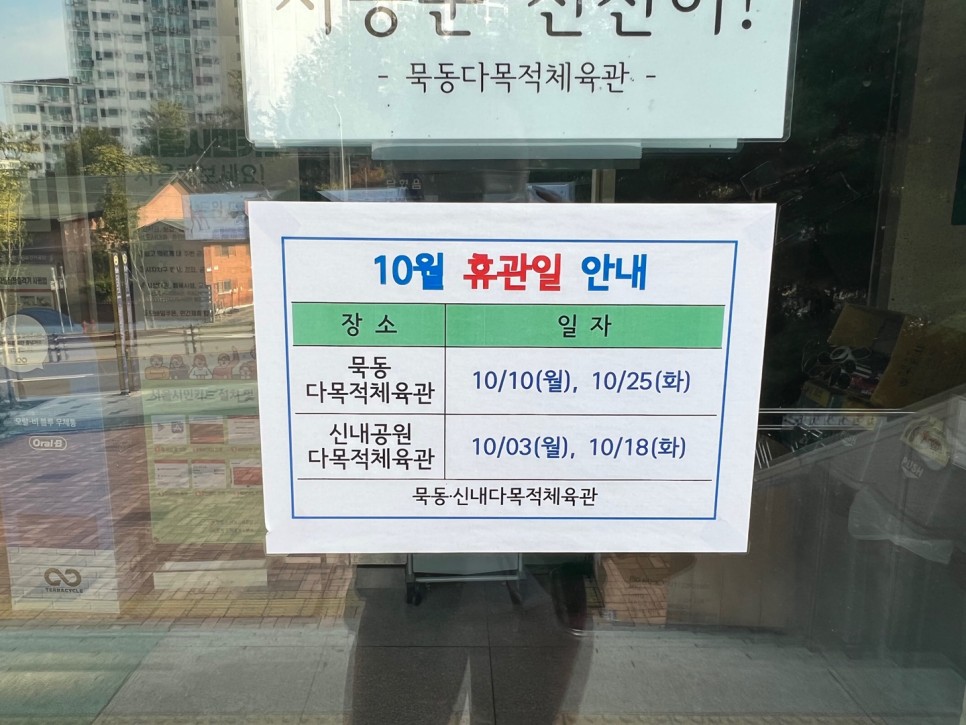 - 묵동다목적체육관 -
10월 휴관일 안내
장 소 일 자
묵동
다목적체육관
10/10(월), 10/25(화)
신내공원
다목적체육관
10/03(월), 10/18(화)
묵동·신내다목적체육관
Oral-B
TERRACYCLE